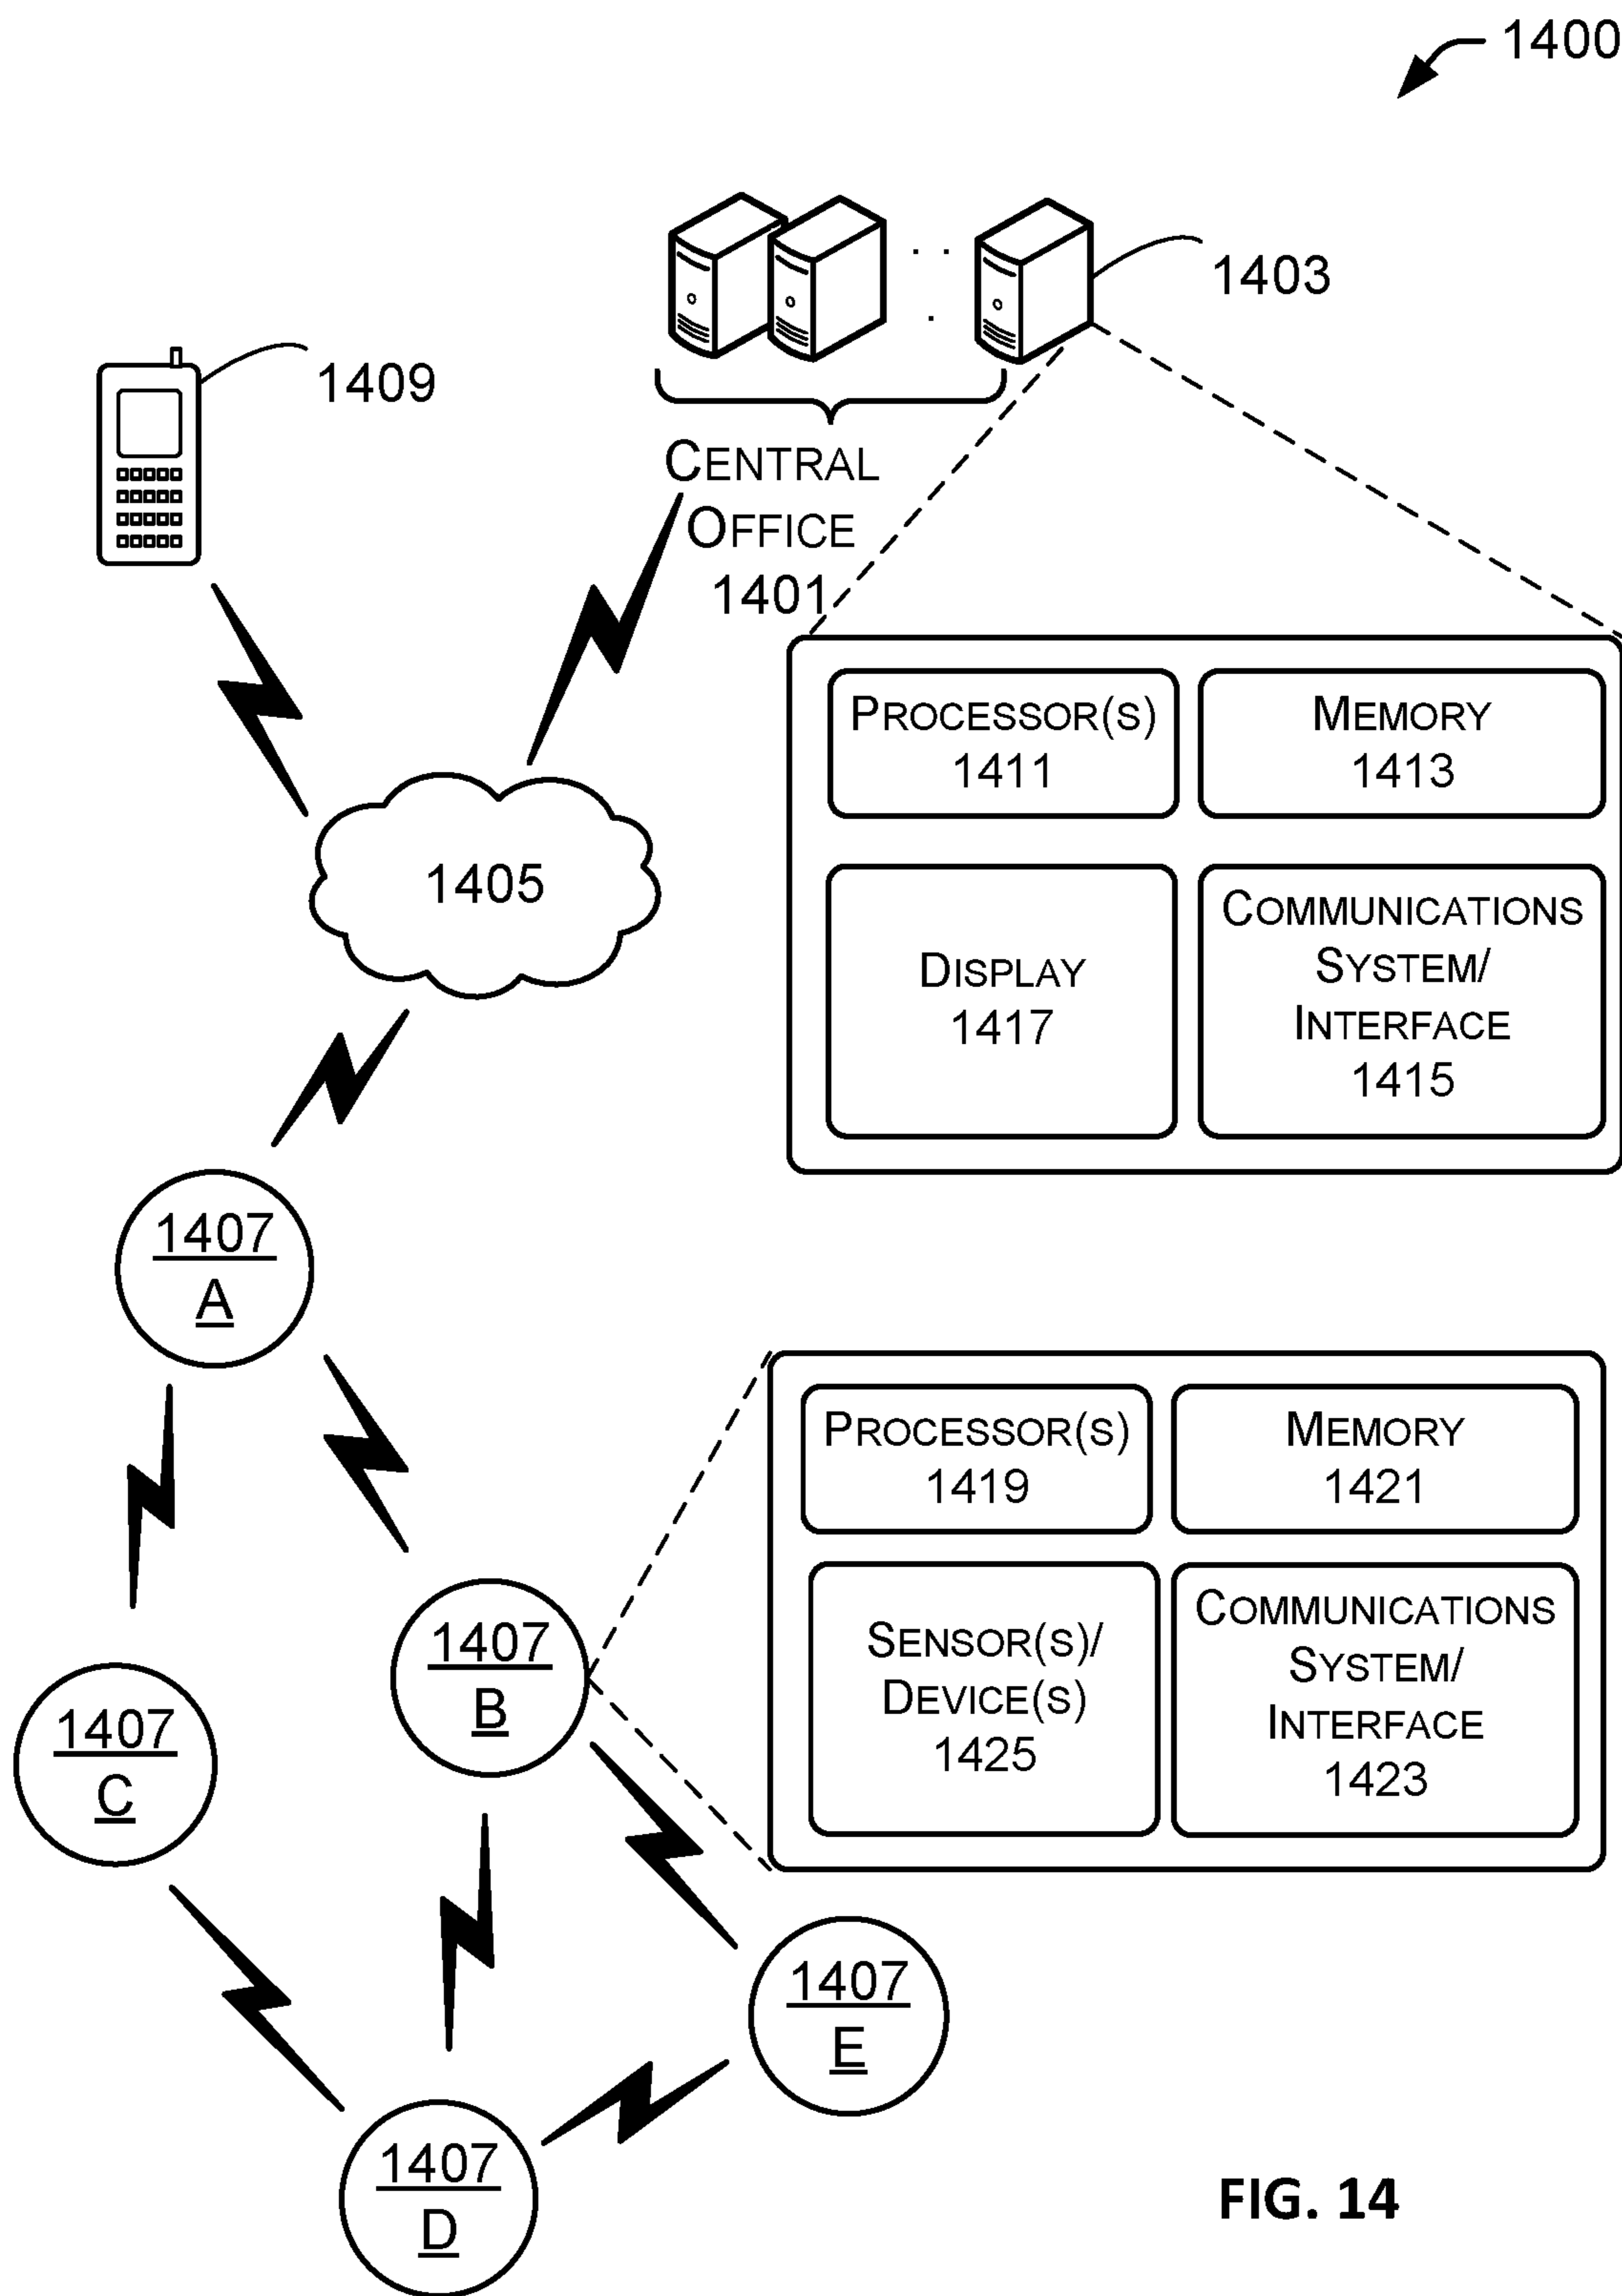 1400
1403
1409
CENTRAL
OFFICE
1401
PROCESSOR(S)
1411
MEMORY
1413
1405
DISPLAY
1417
COMMUNICATIONS
SYSTEM/
INTERFACE
1415
1407
A
PROCESSOR(S)
1419
MEMORY
1421
1407
B
SENSOR(S)/
DEVICE(S)
1425
COMMUNICATIONS
SYSTEM/
INTERFACE
1423
1407
C
1407
E
1407
D
FIG. 14